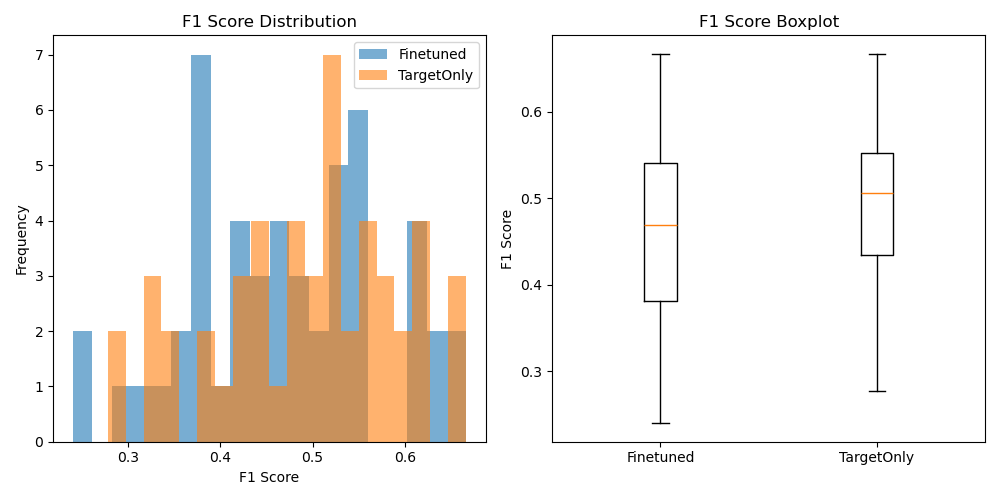 F1 Score Distribution
Finetuned
TargetOnly
7
6
5
4
3
2
1
0
Frequency
0.3 0.4 0.5 0.6
F1 Score
F1 Score Boxplot
0.6
0.5
0.4
0.3
F1 Score
Finetuned TargetOnly